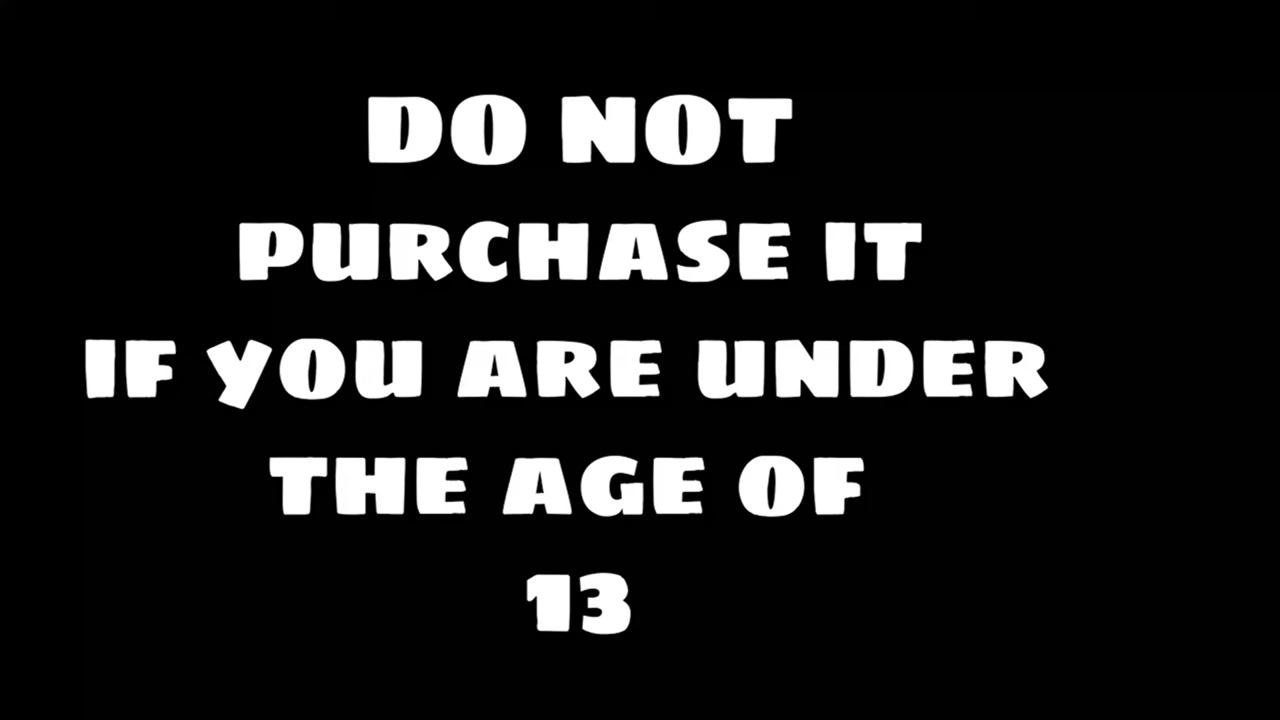 DO NOT
PURCHASE IT
IF YOU ARE UNDER
THE AGE OF
13